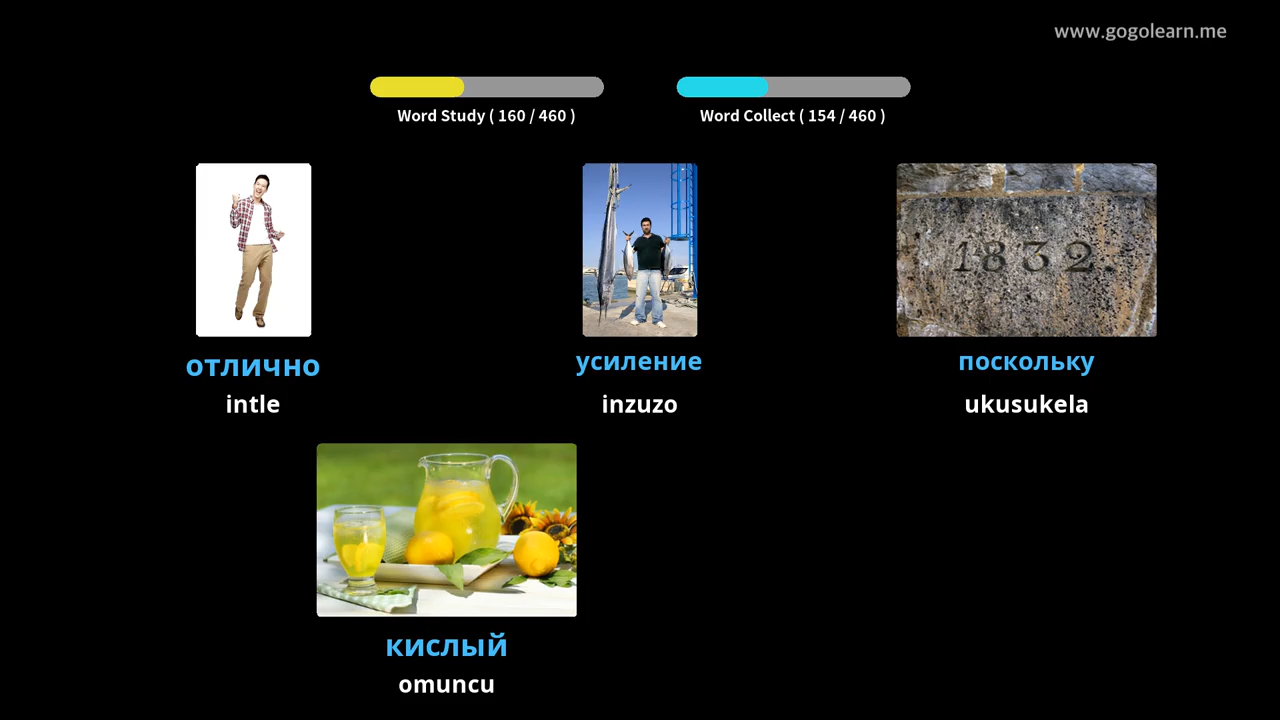 www.gogolearn.me
Word Study ( 160 / 460 )
Word Collect ( 154 / 460 )
1832.
отлично
усиление
поскольку
intle
inzuzo
ukusukela
кислый
omuncu